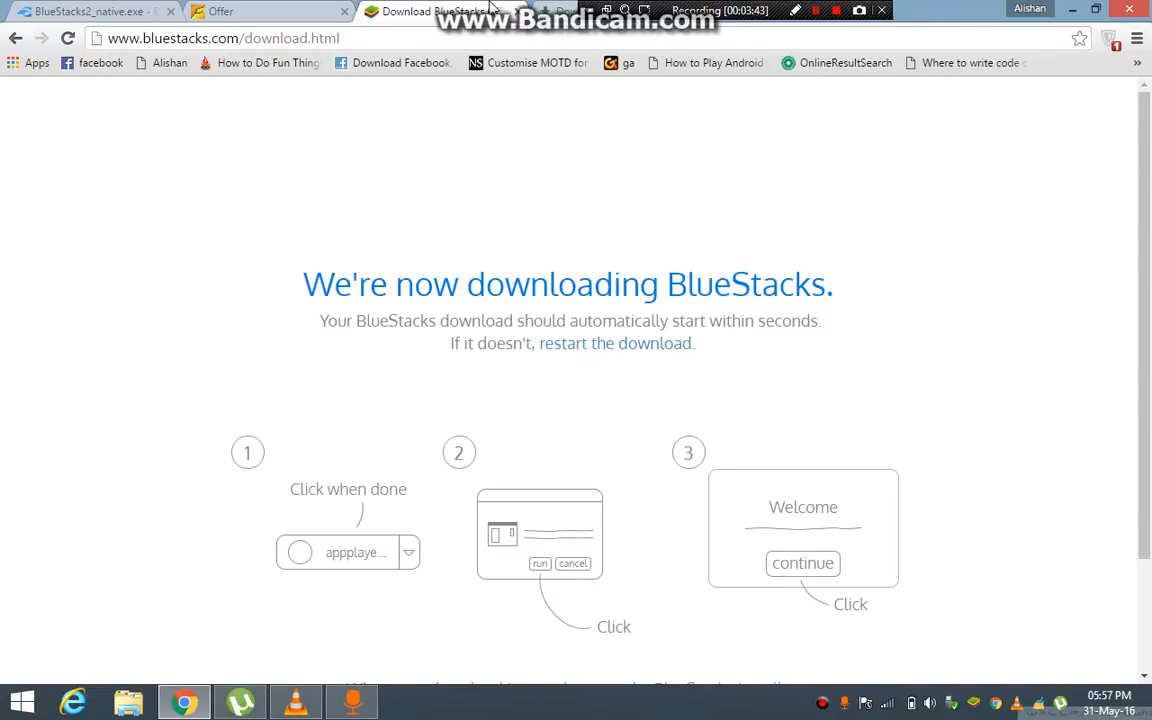 BlueStacks2_native.exe - B
Offer
Download BlueStacks
www.Bandicam.com
Recording [00:03:43]
Alishan
www.bluestacks.com/download.html
1
Apps
facebook
Alishan
How to Do Fun Thing
Download Facebook,
NS
Customise MOTD for
ga
How to Play Android
OnlineResultSearch
Where to write code
»
We're now downloading BlueStacks.
Your BlueStacks download should automatically start within seconds.
If it doesn't, restart the download.
1
2
3
Click when done
appplaye...
run
cancel
Click
Welcome
continue
Click
05:57 PM
31-May-16